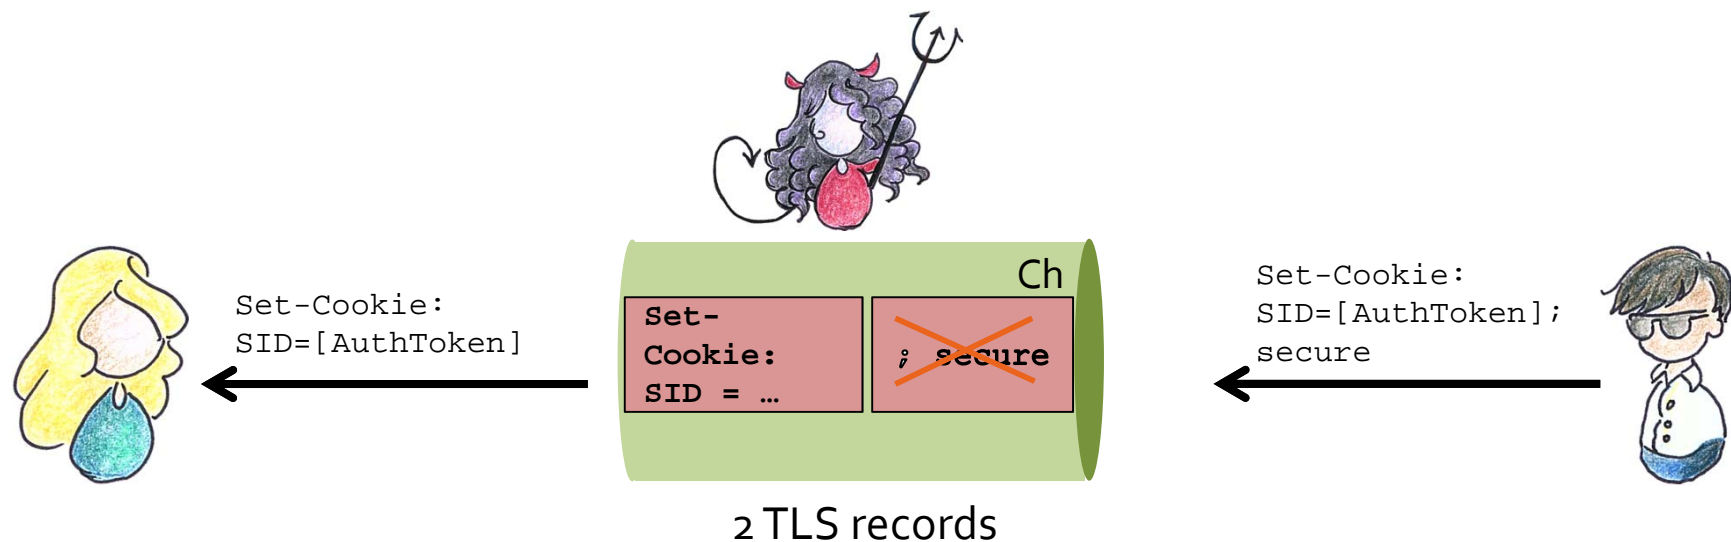 Set-Cookie:
SID=[AuthToken]
Ch
Set-
Cookie:
SID = …
; secure
Set-Cookie:
SID=[AuthToken];
secure
2 TLS records